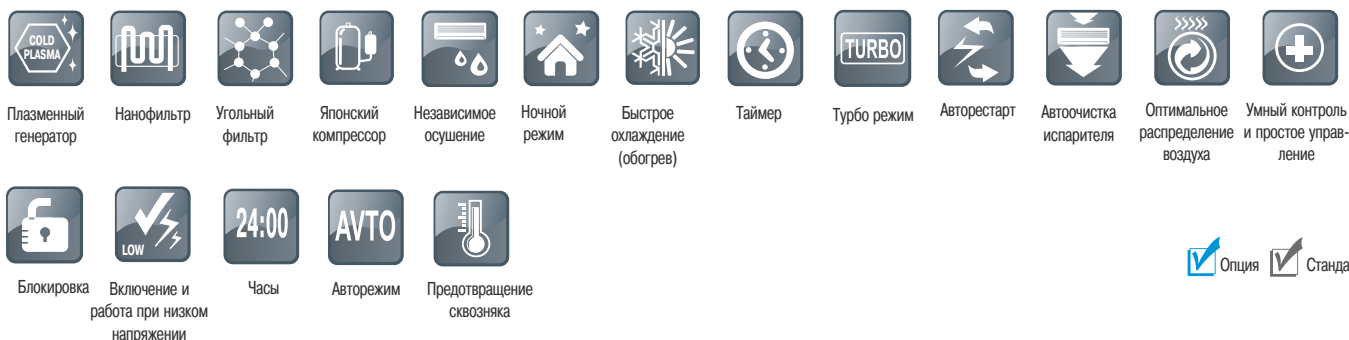 COLD
PLASMA
TURBO
Плазменный
генератор
Нанофильтр
Угольный
фильтр
Японский
компрессор
Независимое
осушение
Ночной
режим
Быстрое
охлаждение
(обогрев)
Таймер
Турбо режим
Авторестарт
Автоочистка
испарителя
Оптимальное
распределение
воздуха
Умный контроль
и простое управ-
ление
LOW
24:00
AVTO
Блокировка
Включение и
работа при низком
напряжении
Часы
Авторежим
Предотвращение
сквозняка
Опция
Станда